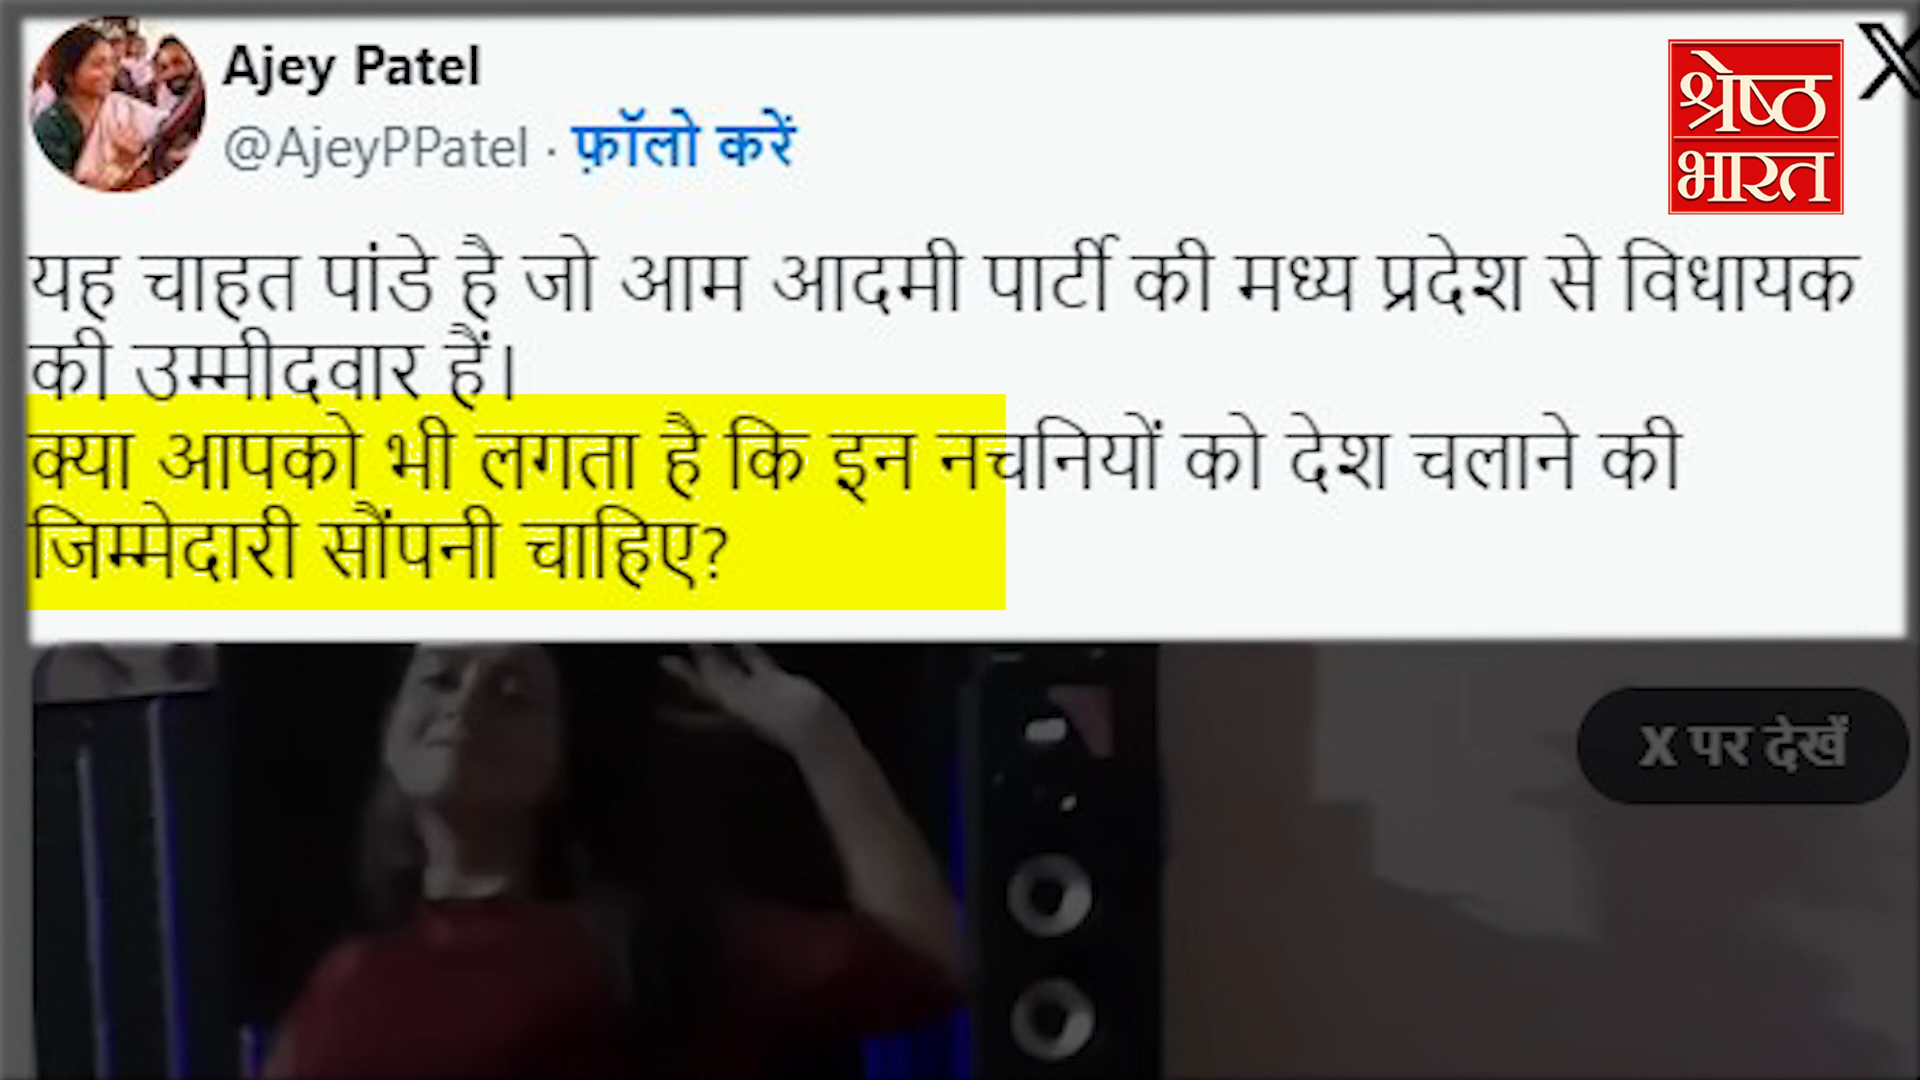 Ajey Patel
@AjeyPPatel · फ़ॉलो करें
श्रेष्ठ
भारत
X
यह चाहत पांडे है जो आम आदमी पार्टी की मध्य प्रदेश से विधायक
की उम्मीदवार हैं।
क्या आपको भी लगता है कि इन नचनियों को देश चलाने की
जिम्मेदारी सौंपनी चाहिए?
X पर देखें